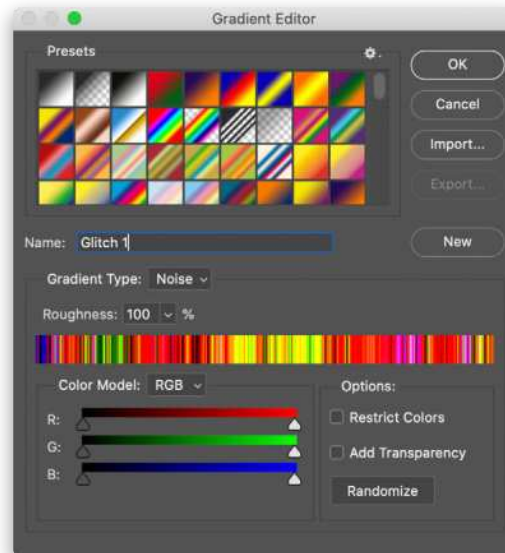 Gradient Editor
Presets
OK
Cancel
Import...
Export...
Name: Glitch 1
New
Gradient Type: Noise
Roughness: 100 %
Color Model: RGB
Options:
R:
Restrict Colors
G:
Add Transparency
B:
Randomize